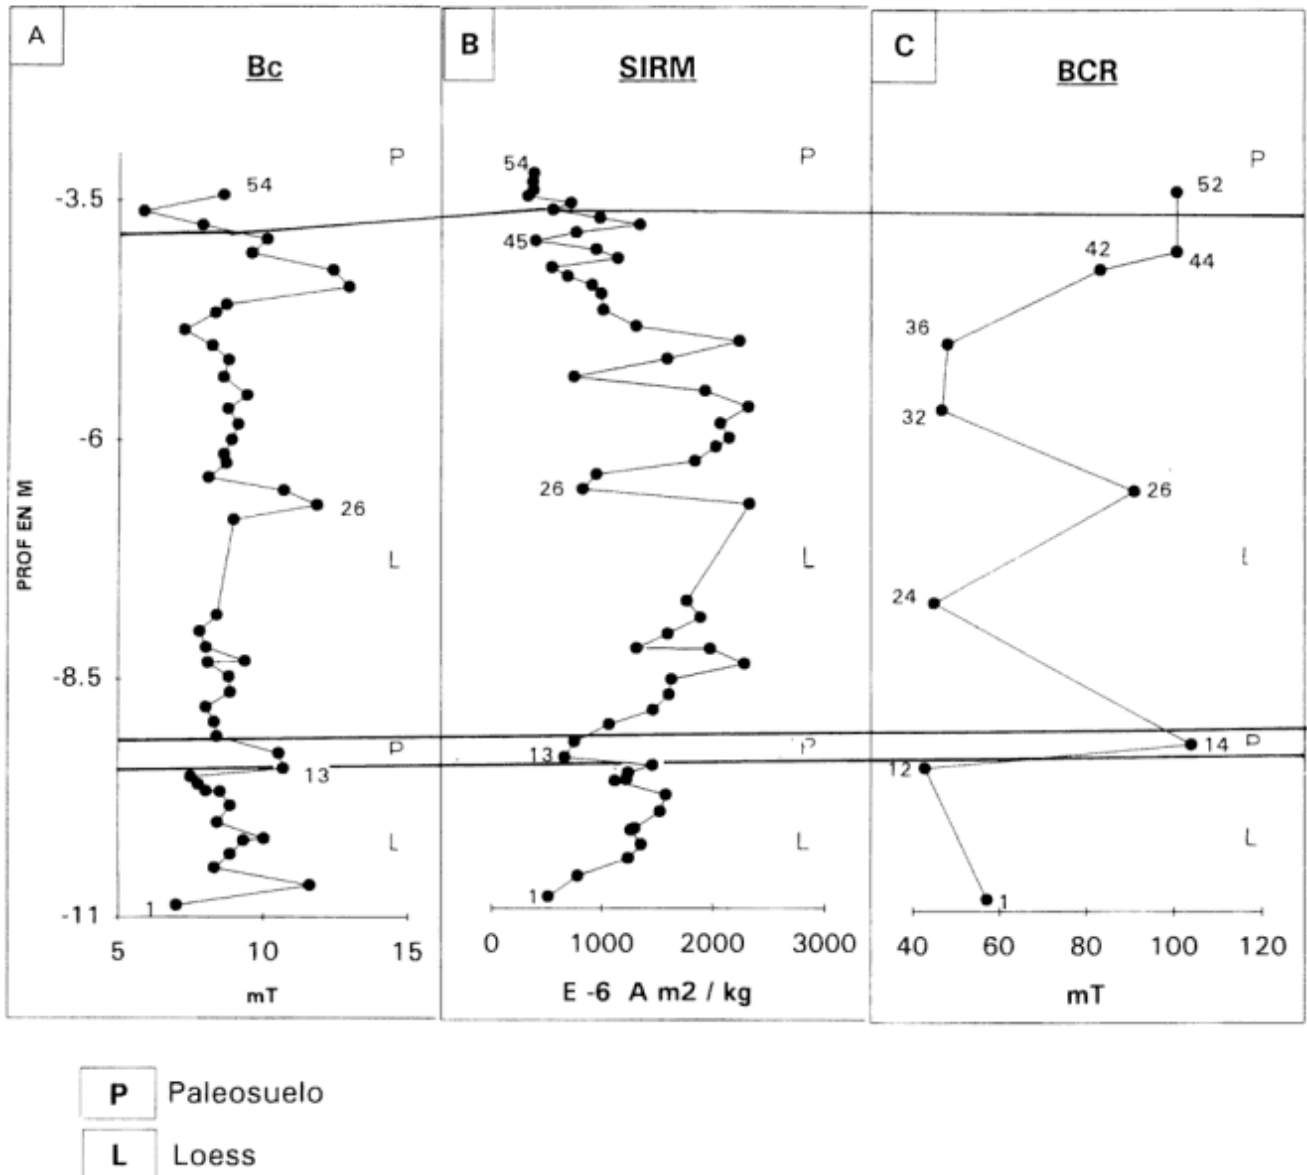 A
Bc
P
54
-3.5
-6
26
L
-8.5
P
13
L
1
-11
5 10 15
mT
PROF EN M
B
SIRM
54
P
45
26
L
13
P
L
1
0 1000 2000 3000
E -6 A m2 / kg
C
BCR
P
52
42
44
36
32
26
L
24
14
P
12
L
1
40 60 80 100 120
mT
P Paleosuelo
L Loess